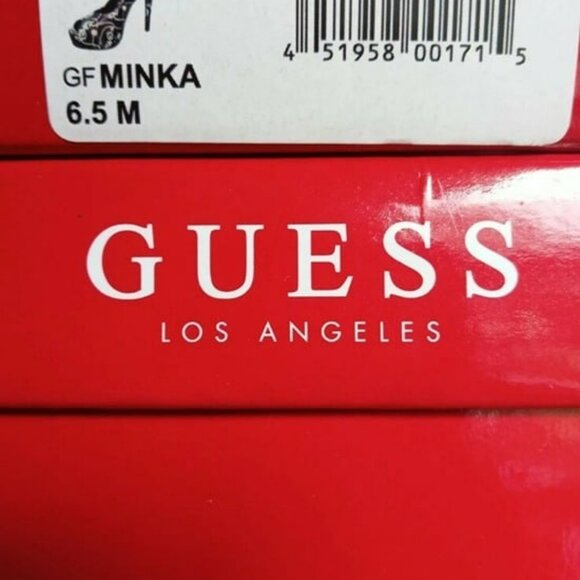 4 51958 00171 5
GF MINKA
6.5 M
GUESS
LOS ANGELES